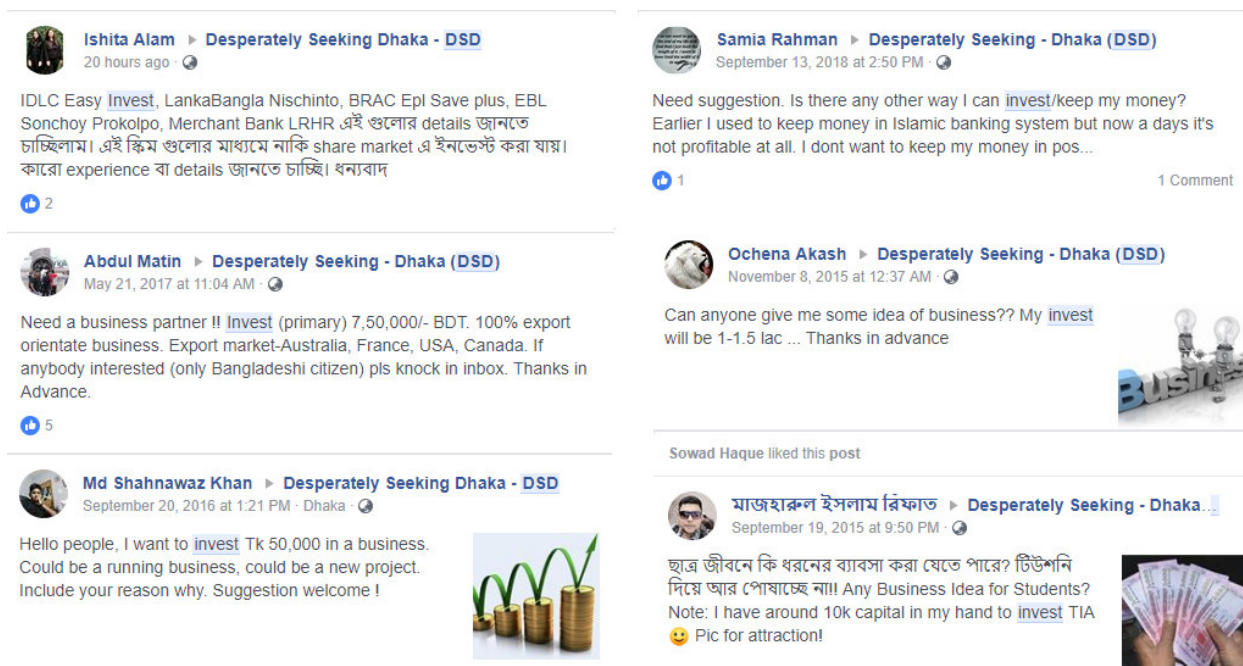 Ishita Alam ▸ Desperately Seeking Dhaka - DSD
20 hours ago ·
IDLC Easy Invest, LankaBangla Nischinto, BRAC Epl Save plus, EBL
Sonchoy Prokolpo, Merchant Bank LRHR এই গুলোর details জানতে
চাচ্ছিলাম। এই স্কিম গুলোর মাধ্যমে নাকি share market এ ইনভেস্ট করা যায়।
কারো experience বা details জানতে চাচ্ছি। ধন্যবাদ
2
Abdul Matin ▸ Desperately Seeking - Dhaka (DSD)
May 21, 2017 at 11:04 AM ·
Need a business partner !! Invest (primary) 7,50,000/- BDT. 100% export
orientate business. Export market-Australia, France, USA, Canada. If
anybody interested (only Bangladeshi citizen) pls knock in inbox. Thanks in
Advance.
5
Md Shahnawaz Khan ▸ Desperately Seeking Dhaka - DSD
September 20, 2016 at 1:21 PM · Dhaka ·
Hello people, I want to invest Tk 50,000 in a business.
Could be a running business, could be a new project.
Include your reason why. Suggestion welcome !
Samia Rahman ▸ Desperately Seeking - Dhaka (DSD)
September 13, 2018 at 2:50 PM ·
Need suggestion. Is there any other way I can invest/keep my money?
Earlier I used to keep money in Islamic banking system but now a days it's
not profitable at all. I dont want to keep my money in pos...
1
1 Comment
Ochena Akash ▸ Desperately Seeking - Dhaka (DSD)
November 8, 2015 at 12:37 AM ·
Can anyone give me some idea of business?? My invest
will be 1-1.5 lac ... Thanks in advance
Busines
Sowad Haque liked this post
মাজহারুল ইসলাম রিফাত ▸ Desperately Seeking - Dhaka...
September 19, 2015 at 9:50 PM ·
ছাত্র জীবনে কি ধরনের ব্যাবসা করা যেতে পারে? টিউশনি
দিয়ে আর পোষাচ্ছে না!! Any Business Idea for Students?
Note: I have around 10k capital in my hand to invest TIA
🙂 Pic for attraction!